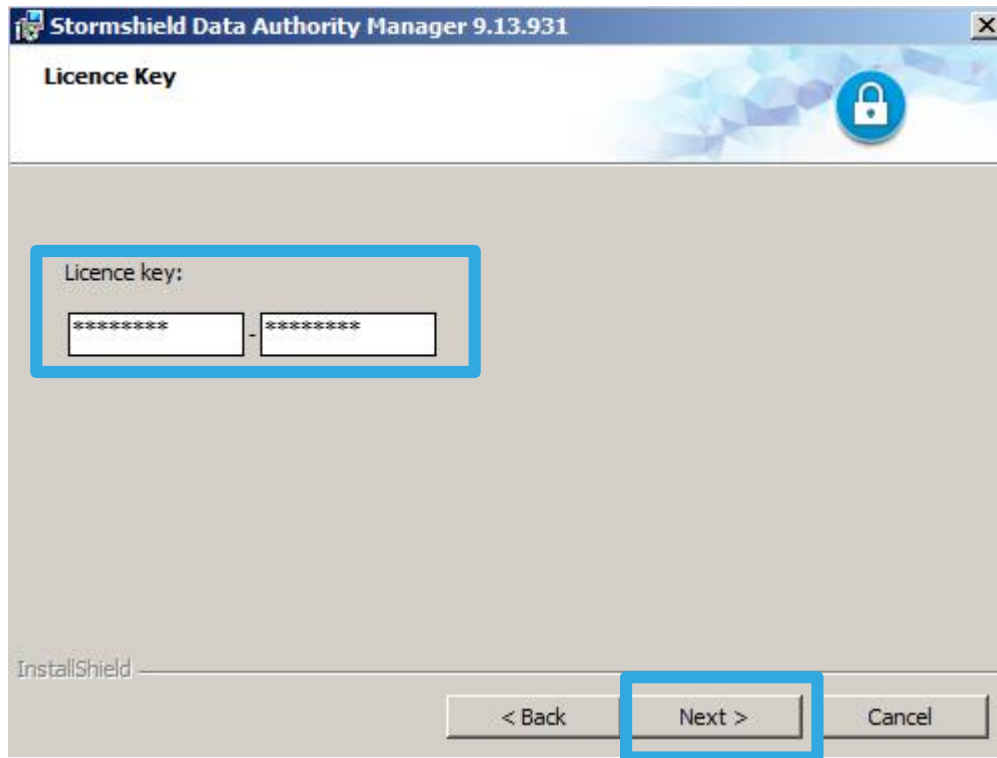 Stormshield Data Authority Manager 9.13.931
Licence Key
Licence key:
******** - ********
InstallShield
< Back Next > Cancel